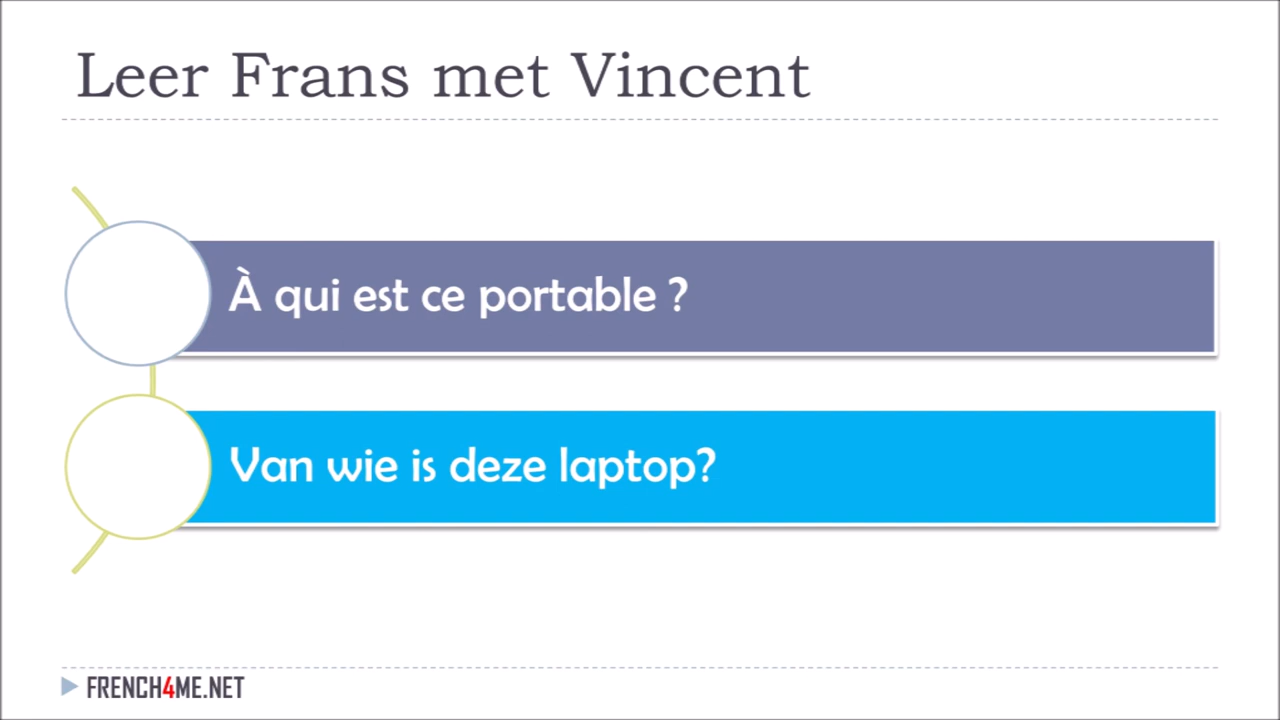 Leer Frans met Vincent
À qui est ce portable ?
Van wie is deze laptop?
FRENCH4ME.NET